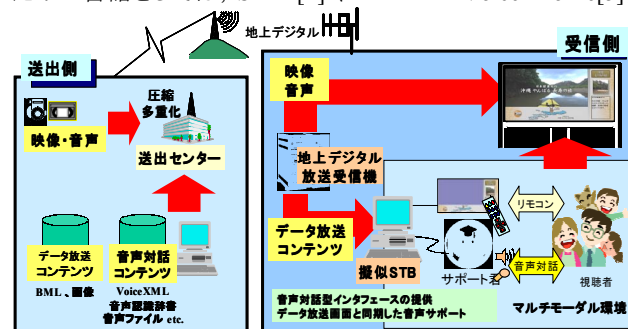 地上デジタル
送出側
圧縮
多重化
映像・音声
送出センター
データ放送
コンテンツ
音声対話
コンテンツ
BML 、画像
VoiceXML
音声認識辞書
音声ファイル etc.
受信側
映像
音声
地上デジタル
放送受信機
データ放送
コンテンツ
擬似STB
サポート君
リモコン
音声対話
視聴者
音声対話型インタフェースの提供
データ放送画面と同期した音声サポート
マルチモーダル環境